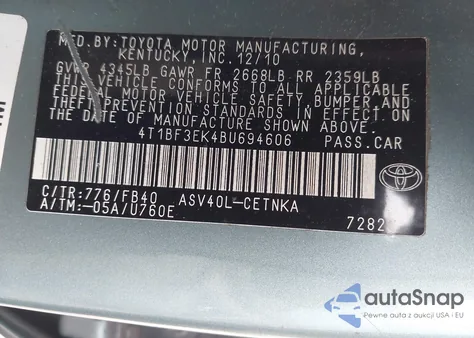 MFD.BY: TOYOTA MOTOR MANUFACTURING,
KENTUCKY, INC. 12/10
GVWR 4345LB GAWR FR 2668LB RR 2359LB
THIS VEHICLE CONFORMS TO ALL APPLICABLE
FEDERAL MOTOR VEHICLE SAFETY, BUMPER, AND
THEFT PREVENTION STANDARDS IN EFFECT ON
THE DATE OF MANUFACTURE SHOWN ABOVE.
4T1BF3EK4BU694606 PASS.CAR
C/TR:776/FB40 ASV40L-CETNKA
A/TM:-05A/U760E 7282
autoSnap
Pewne auta z aukcji USA i EU